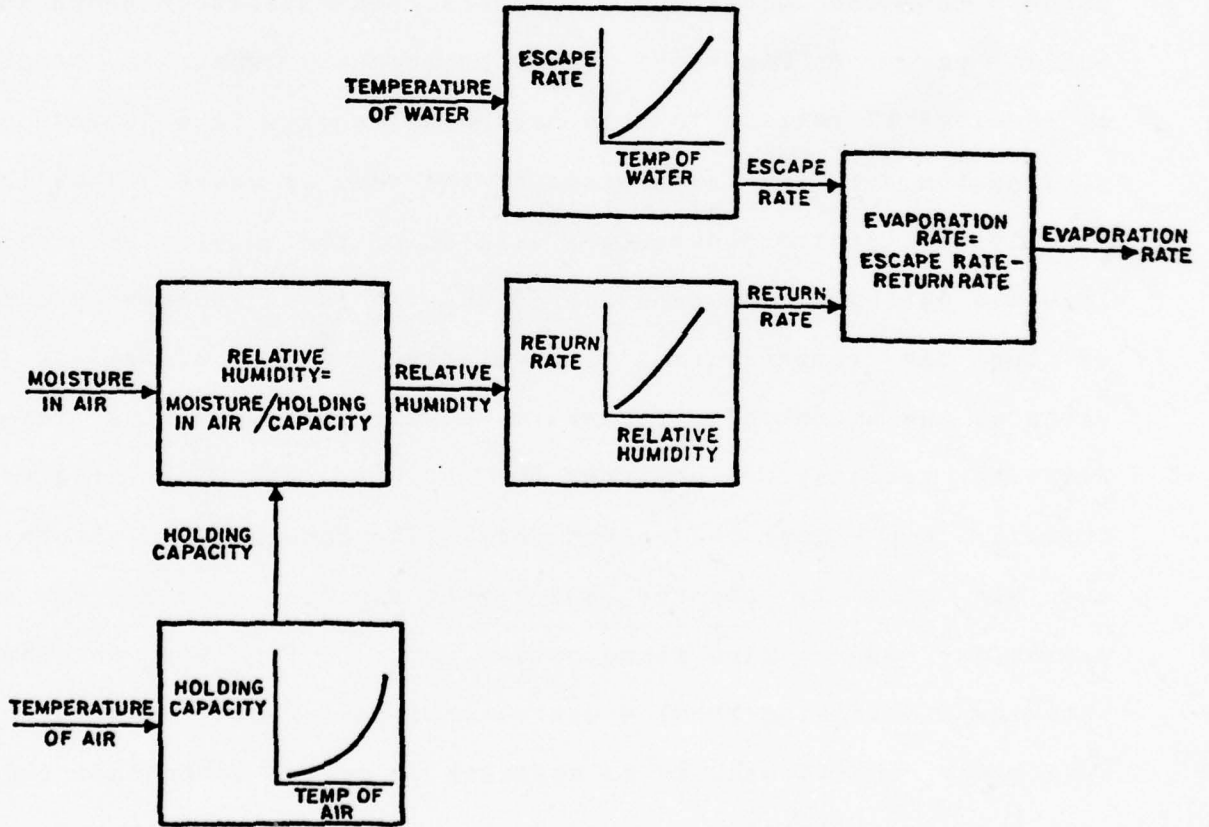 ESCAPE
RATE
TEMP OF
WATER
TEMPERATURE
OF WATER
ESCAPE
RATE
EVAPORATION
RATE=
ESCAPE RATE-
RETURN RATE
EVAPORATION
RATE
RETURN
RATE
RELATIVE
HUMIDITY
RETURN
RATE
MOISTURE
IN AIR
RELATIVE
HUMIDITY=
MOISTURE/HOLDING
IN AIR / CAPACITY
RELATIVE
HUMIDITY
HOLDING
CAPACITY
TEMPERATURE
OF AIR
HOLDING
CAPACITY
TEMP OF
AIR